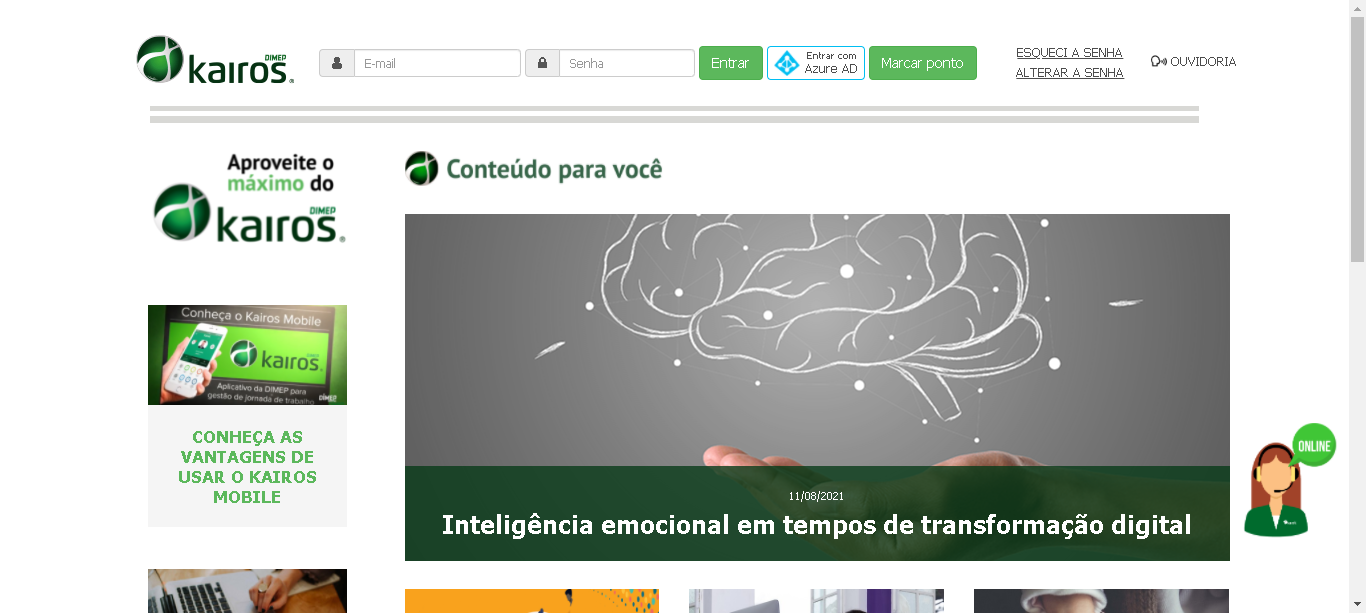 DIMEP
kairos®
E-mail
Senha
Entrar
Entrar com
Azure AD
Marcar ponto
ESQUECI A SENHA
ALTERAR A SENHA
OUVIDORIA
Aproveite o
máximo do
DIMEP
kairos®
Conteúdo para você
Conheça o Kairos Mobile
kairos
Aplicativo da DIMEP para
gestão de jornada de trabalho
DIMEP
CONHEÇA AS
VANTAGENS DE
USAR O KAIROS
MOBILE
11/08/2021
Inteligência emocional em tempos de transformação digital
ONLINE